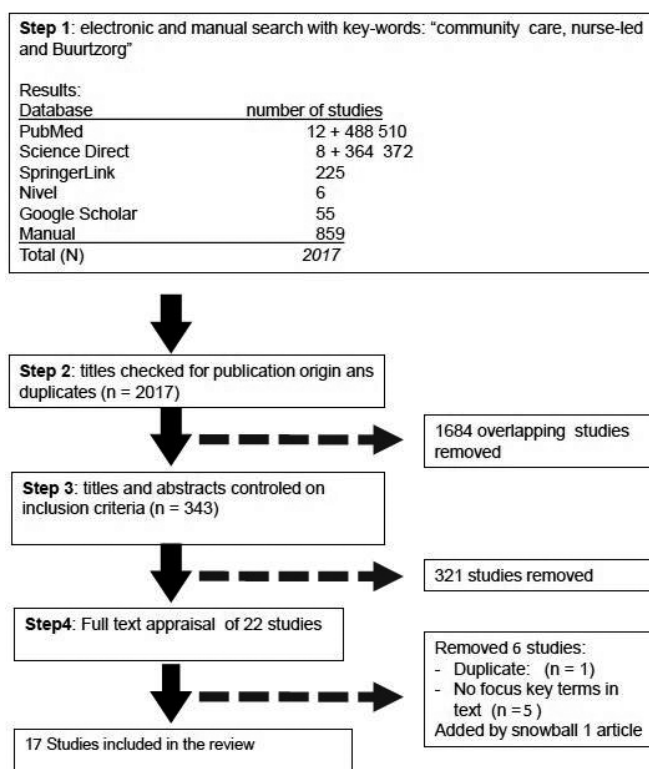 Step 1: electronic and manual search with key-words: “community care, nurse-led
and Buurtzorg”
Results:
Database number of studies
PubMed 12 + 488 510
Science Direct 8 + 364 372
SpringerLink 225
Nivel 6
Google Scholar 55
Manual 859
Total (N) 2017
Step 2: titles checked for publication origin ans
duplicates (n = 2017)
1684 overlapping studies
removed
Step 3: titles and abstracts controled on
inclusion criteria (n = 343)
321 studies removed
Step4: Full text appraisal of 22 studies
Removed 6 studies:
- Duplicate: (n = 1)
- No focus key terms in
text (n =5 )
Added by snowball 1 article
17 Studies included in the review